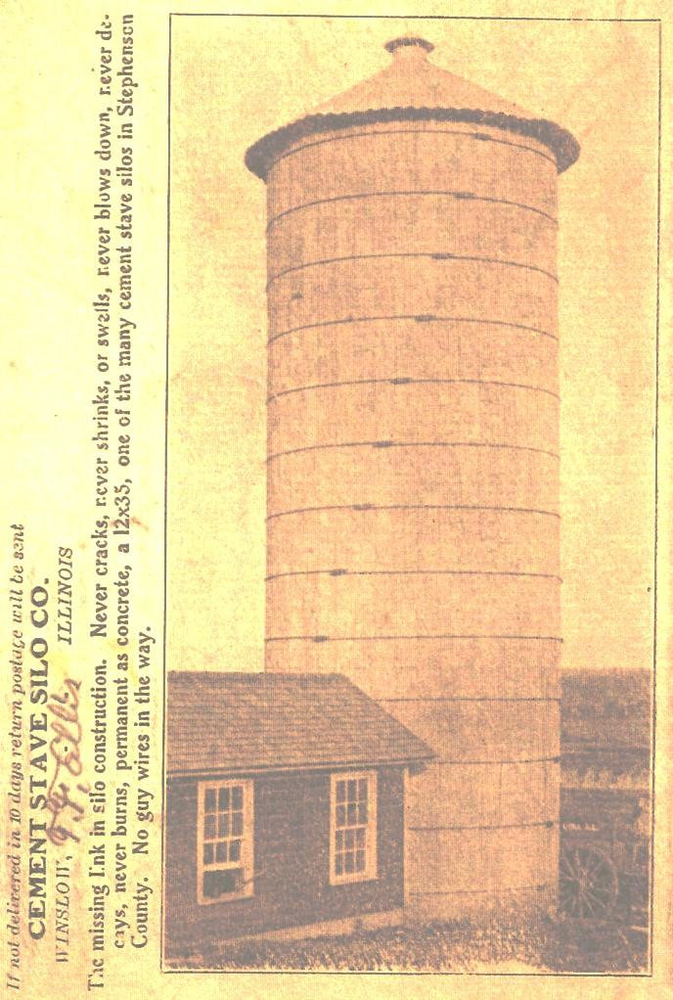 If not delivered in 10 days return postage will be sent
CEMENT STAVE SILO CO.
WINSLOW, ILLINOIS
The missing Link in silo construction. Never cracks, never shrinks, or swells, never blows down, never de-
cays, never burns, permanent as concrete, a 12x35, one of the many cement stave silos in Stephenson
County. No guy wires in the way.